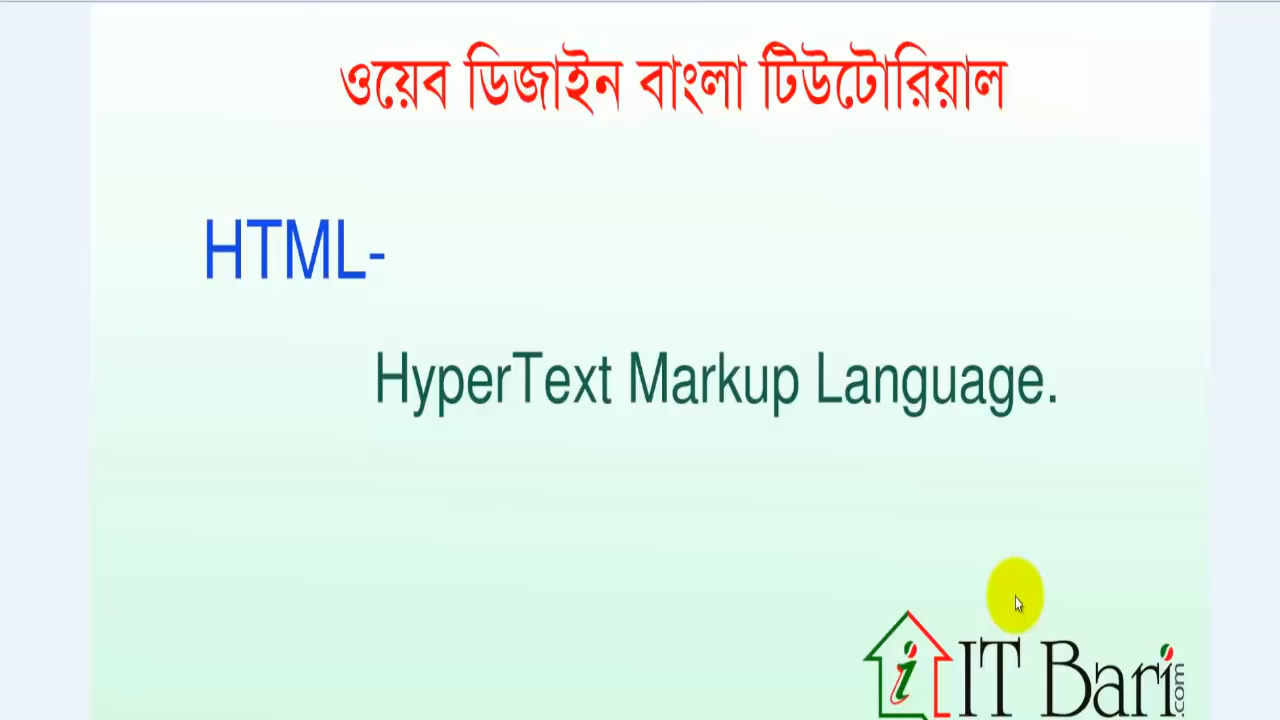 ওয়েব ডিজাইন বাংলা টিউটোরিয়াল
HTML-
HyperText Markup Language.
i IT Bari .com